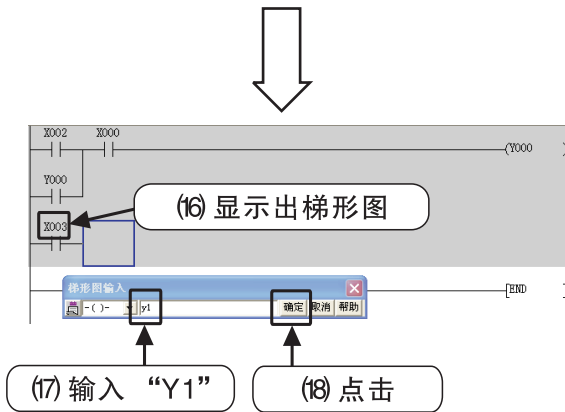 X002 X000 (Y000 )
Y000
⒃ 显示出梯形图
X003
梯形图输入
[END ]
-( )- y1 确定 取消 帮助
⒄ 输入 “Y1” ⒅ 点击